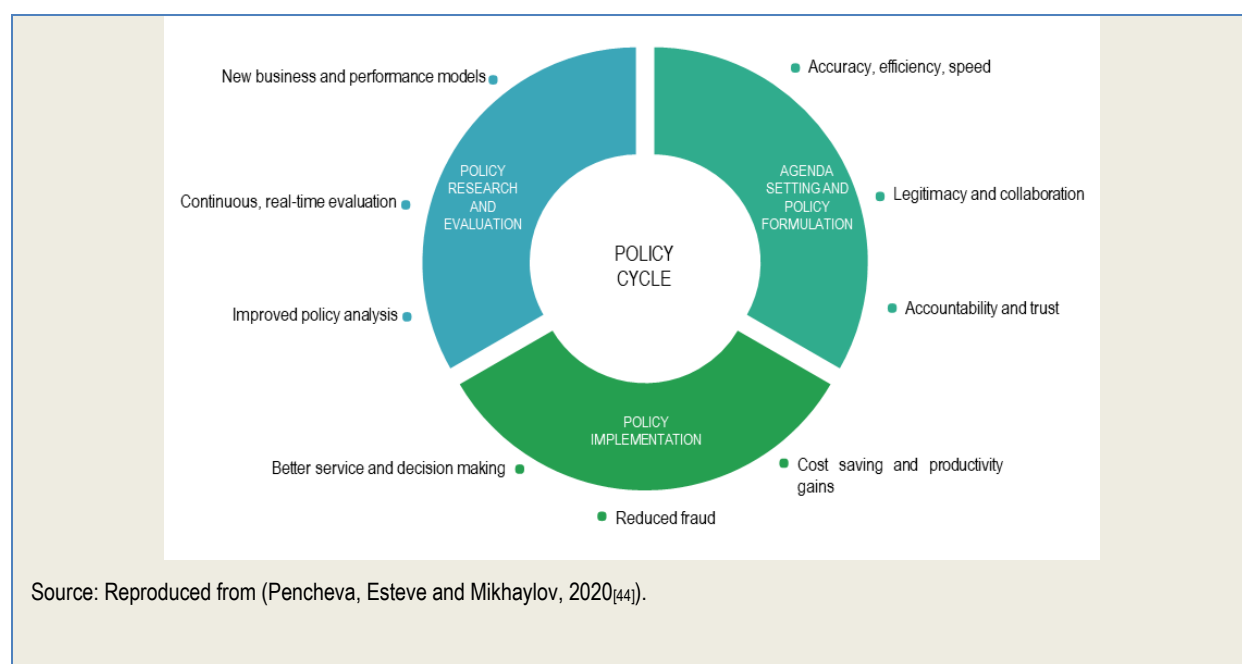 New business and performance models
Accuracy, efficiency, speed
POLICY
RESEARCH
AND
EVALUATION
AGENDA
SETTING AND
POLICY
FORMULATION
Continuous, real-time evaluation
Legitimacy and collaboration
POLICY
CYCLE
Improved policy analysis
Accountability and trust
POLICY
IMPLEMENTATION
Better service and decision making
Cost saving and productivity
gains
Reduced fraud
Source: Reproduced from (Pencheva, Esteve and Mikhaylov, 2020[44]).